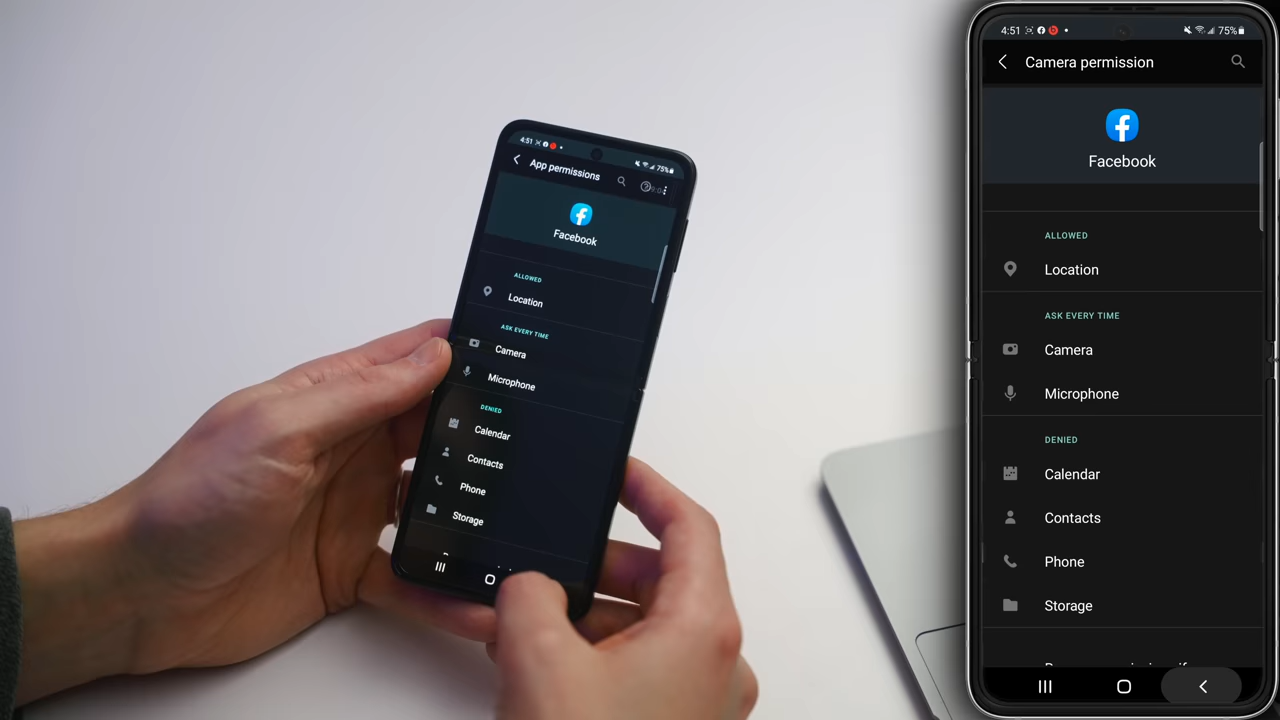 4:51
75%
App permissions
Facebook
ALLOWED
Location
ASK EVERY TIME
Camera
Microphone
DENIED
Calendar
Contacts
Phone
Storage
4:51
75%
Camera permission
Facebook
ALLOWED
Location
ASK EVERY TIME
Camera
Microphone
DENIED
Calendar
Contacts
Phone
Storage